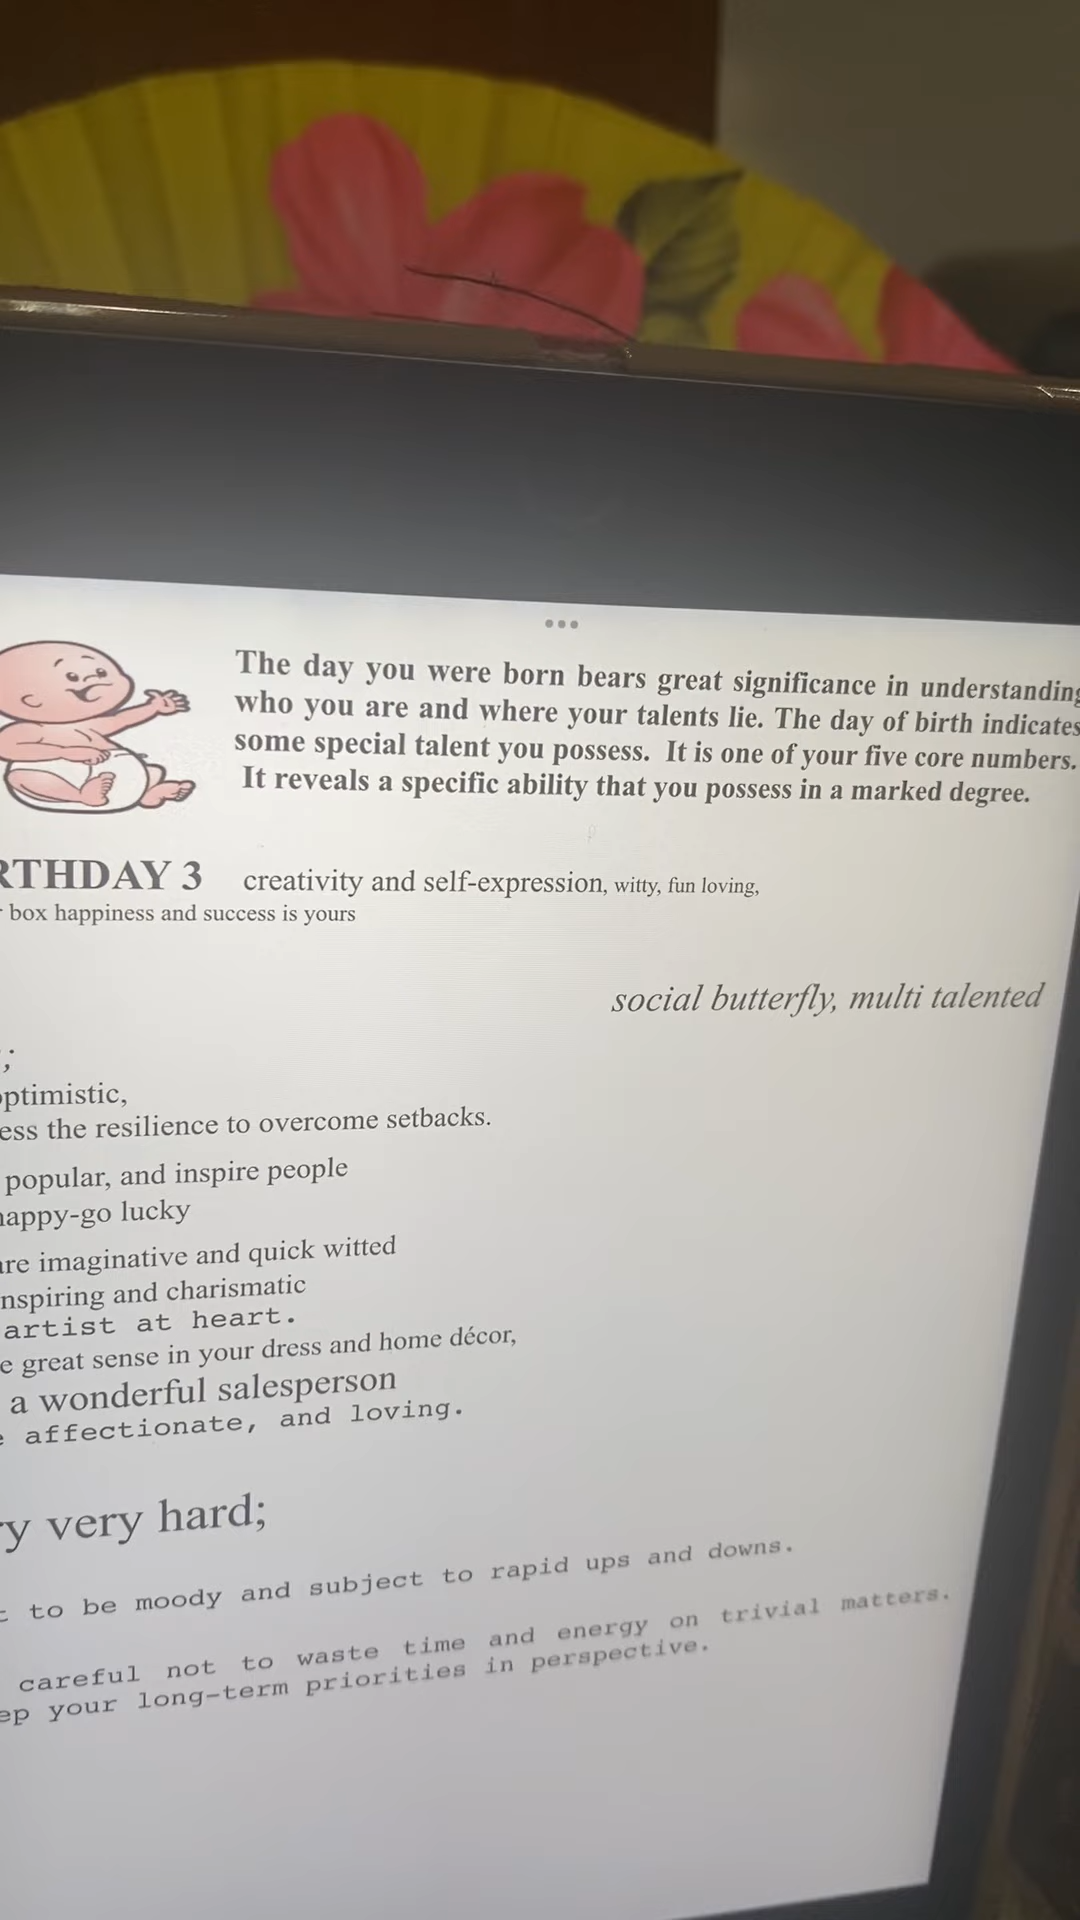 The day you were born bears great significance in understanding
who you are and where your talents lie. The day of birth indicates
some special talent you possess. It is one of your five core numbers.
It reveals a specific ability that you possess in a marked degree.
RTHDAY 3 creativity and self-expression, witty, fun loving,
box happiness and success is yours
social butterfly, multi talented
;
optimistic,
ess the resilience to overcome setbacks.
popular, and inspire people
happy-go lucky
are imaginative and quick witted
nspiring and charismatic
artist at heart.
e great sense in your dress and home décor,
a wonderful salesperson
affectionate, and loving.
ry very hard;
to be moody and subject to rapid ups and downs.
careful not to waste time and energy on trivial matters.
ep your long-term priorities in perspective.